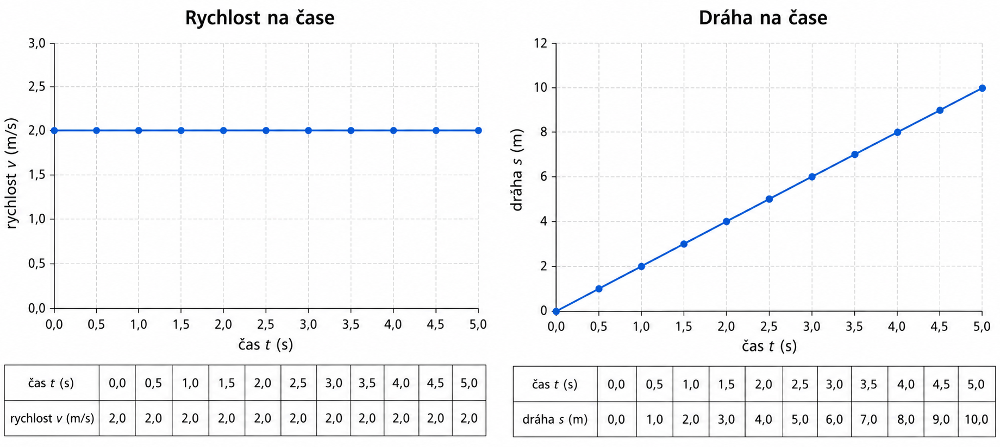 Rychlost na čase
3,0
2,5
2,0
1,5
1,0
0,5
0,0
rychlost v (m/s)
0,0 0,5 1,0 1,5 2,0 2,5 3,0 3,5 4,0 4,5 5,0
čas t (s)
čas t (s) 0,0 0,5 1,0 1,5 2,0 2,5 3,0 3,5 4,0 4,5 5,0
rychlost v (m/s) 2,0 2,0 2,0 2,0 2,0 2,0 2,0 2,0 2,0 2,0 2,0
Dráha na čase
12
10
8
6
4
2
0
drǎha s (m)
0,0 0,5 1,0 1,5 2,0 2,5 3,0 3,5 4,0 4,5 5,0
čas t (s)
čas t (s) 0,0 0,5 1,0 1,5 2,0 2,5 3,0 3,5 4,0 4,5 5,0
dráha s (m) 0,0 1,0 2,0 3,0 4,0 5,0 6,0 7,0 8,0 9,0 10,0